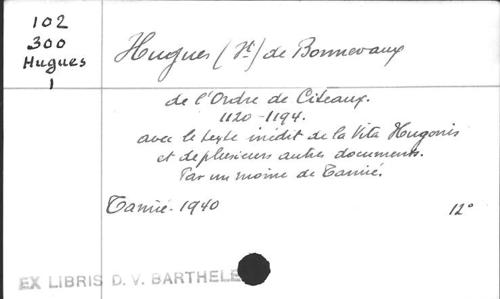 102
300
Hugues
1
Hugues (St) de Bonnevaux
de l'Ordre de Citeaux.
1120-1194.
avec le texte inédit de la Vita Hugonis
et de plusieurs autres documents.
Par un moine de Tamié.
Tamié. 1940
12°
EX LIBRIS D. V. BARTHELE